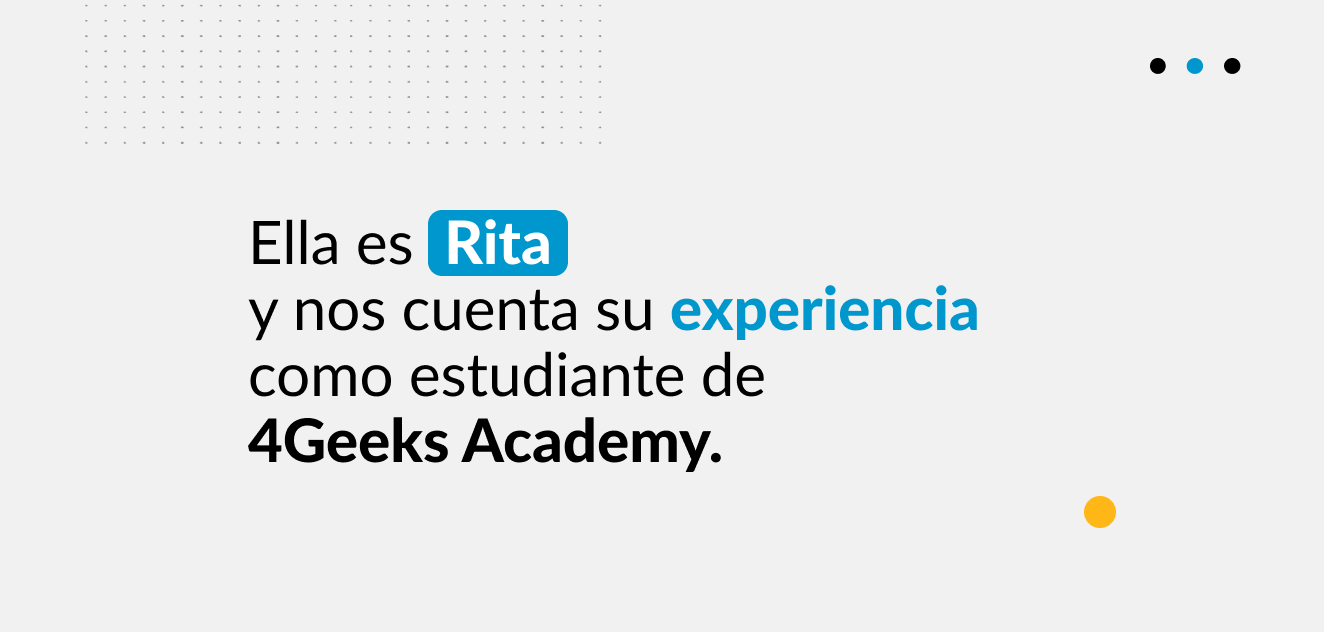 Ella es Rita
y nos cuenta su experiencia
como estudiante de
4Geeks Academy.